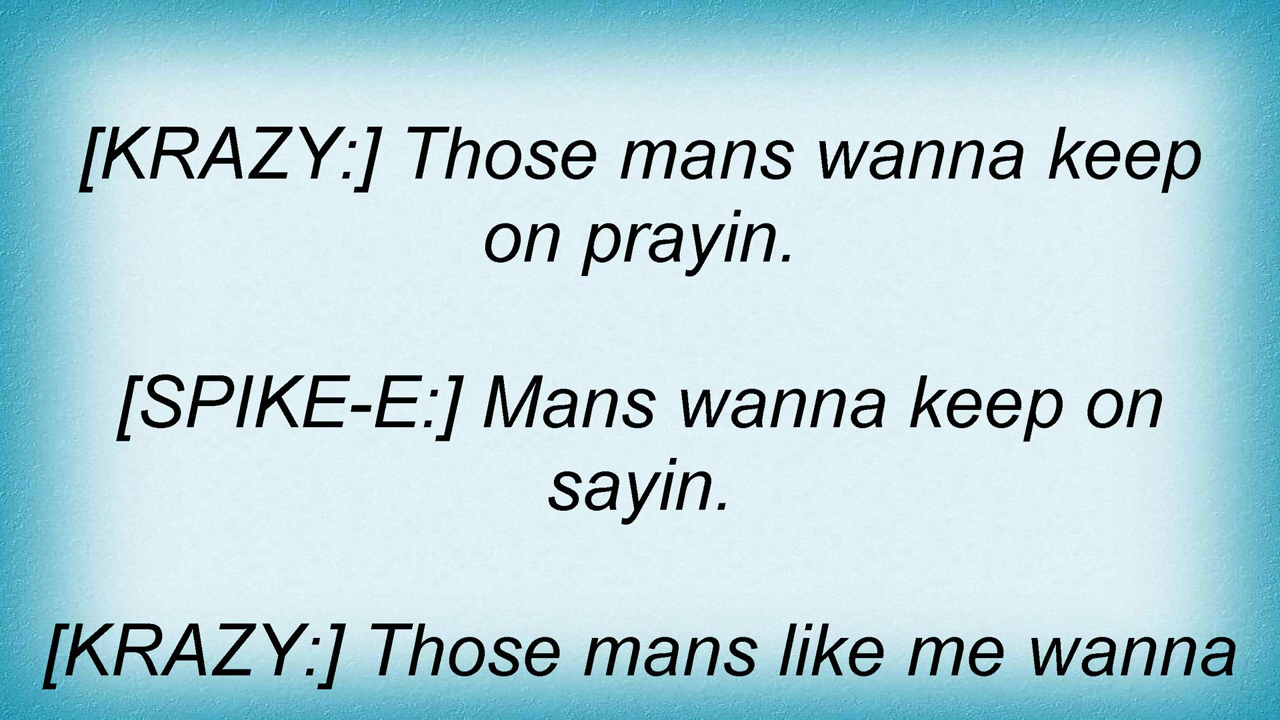 [KRAZY:] Those mans wanna keep
on prayin.
[SPIKE-E:] Mans wanna keep on
sayin.
[KRAZY:] Those mans like me wanna